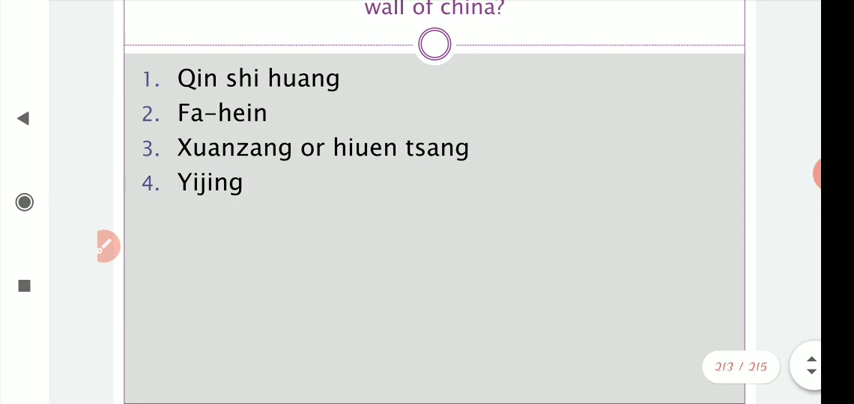 wall of china?
1. Qin shi huang
2. Fa-hein
3. Xuanzang or hiuen tsang
4. Yijing
213 / 215